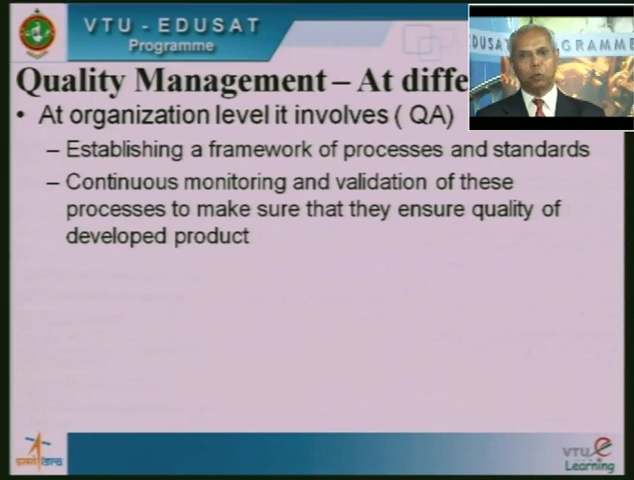 VTU - EDUSAT
Programme
EDUSAT
GRAMME
Quality Management – At diffe
• At organization level it involves ( QA)
– Establishing a framework of processes and standards
– Continuous monitoring and validation of these
processes to make sure that they ensure quality of
developed product
VTU e
Learning